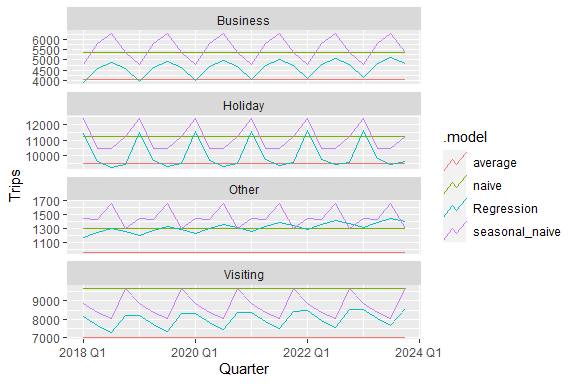 Business
6000
5500
5000
4500
4000
Holiday
12000
11000
10000
Other
1700
1500
1300
1100
Visiting
9000
8000
7000
2018 Q1
2020 Q1
2022 Q1
2024 Q1
Quarter
Trips
.model
average
naive
Regression
seasonal_naive